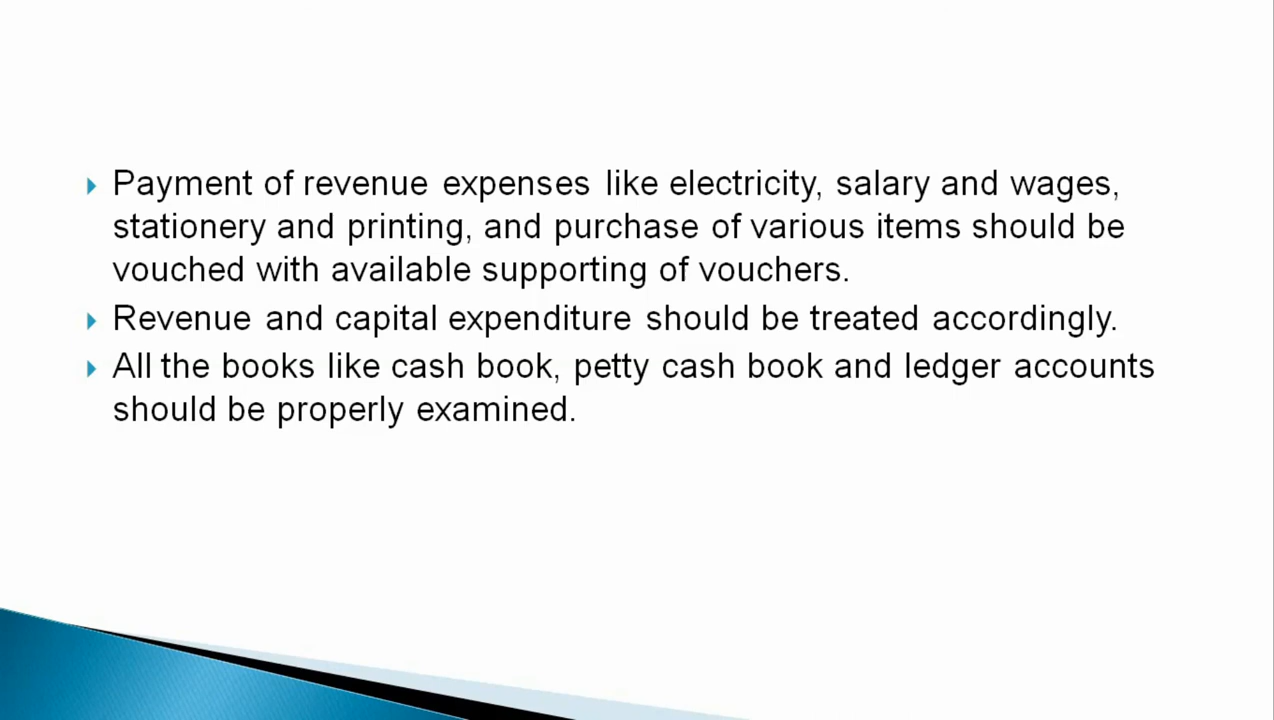 Payment of revenue expenses like electricity, salary and wages,
stationery and printing, and purchase of various items should be
vouched with available supporting of vouchers.
Revenue and capital expenditure should be treated accordingly.
All the books like cash book, petty cash book and ledger accounts
should be properly examined.